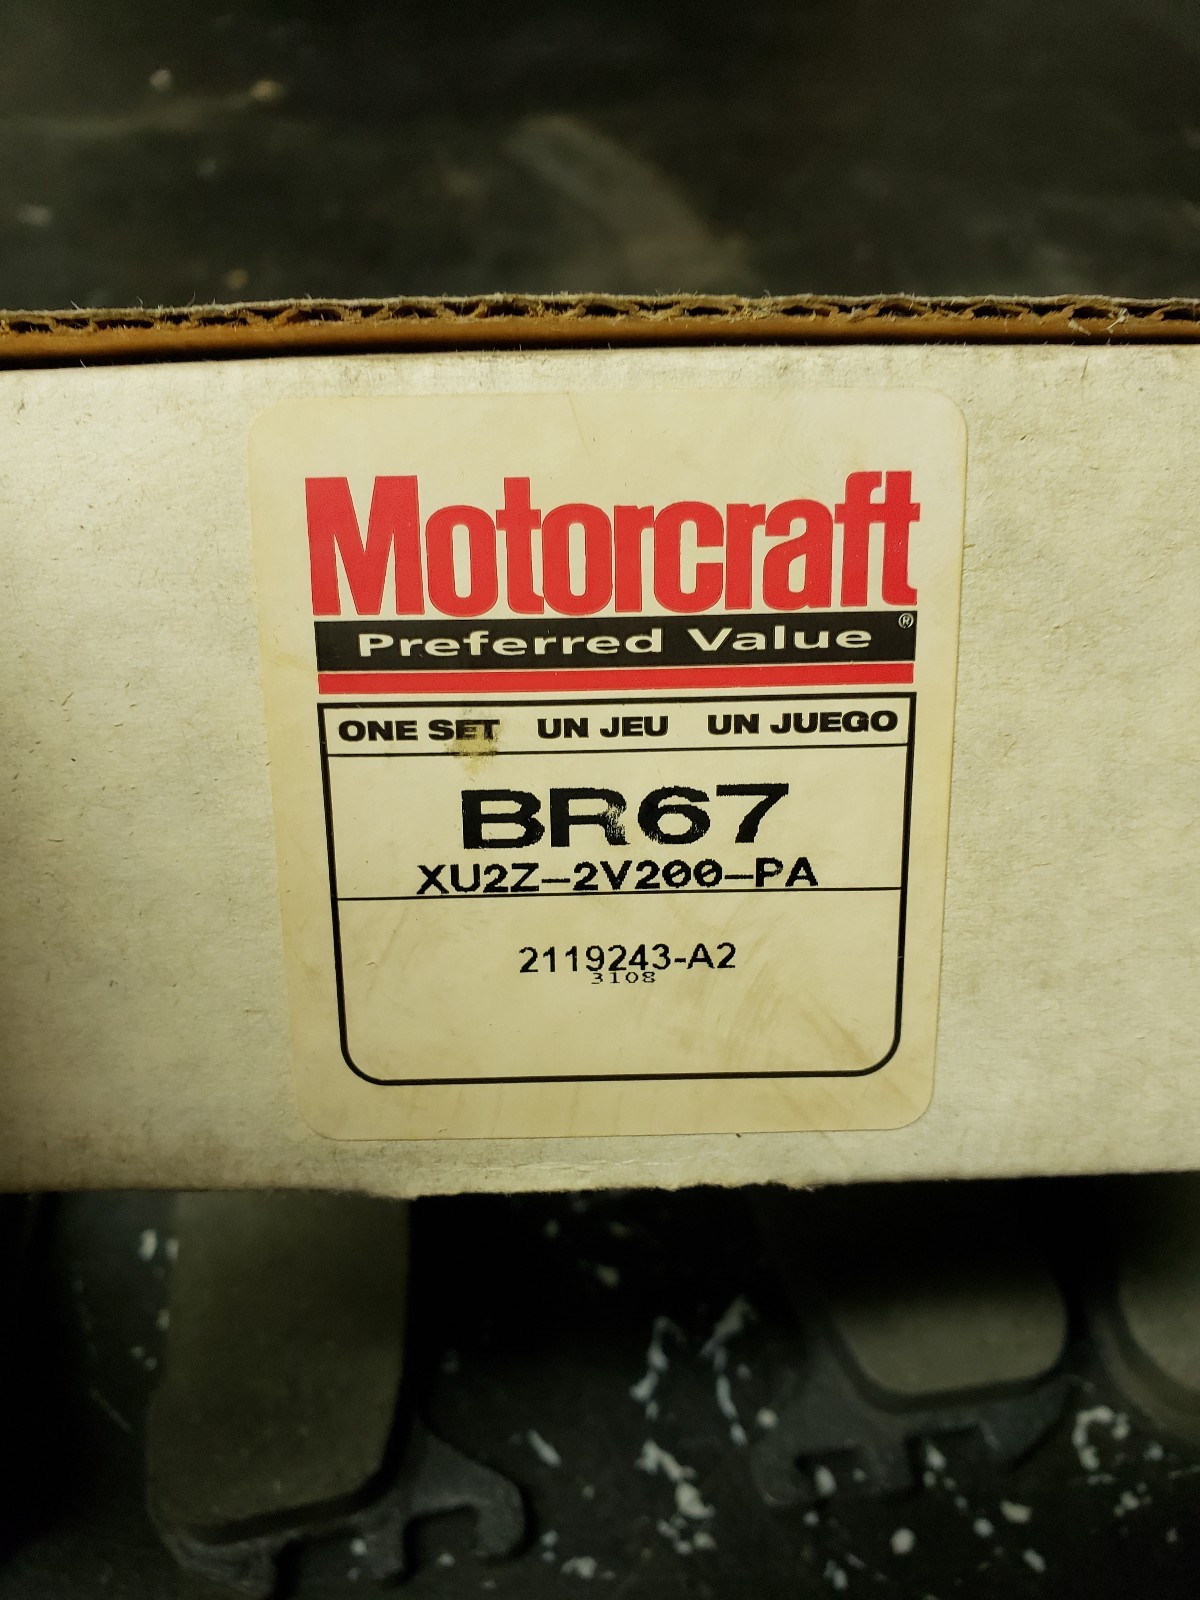 Motorcraft
Preferred Value ®
ONE SET UN JEU UN JUEGO
BR67
XU2Z-2V200-PA
2119243-A2
3108